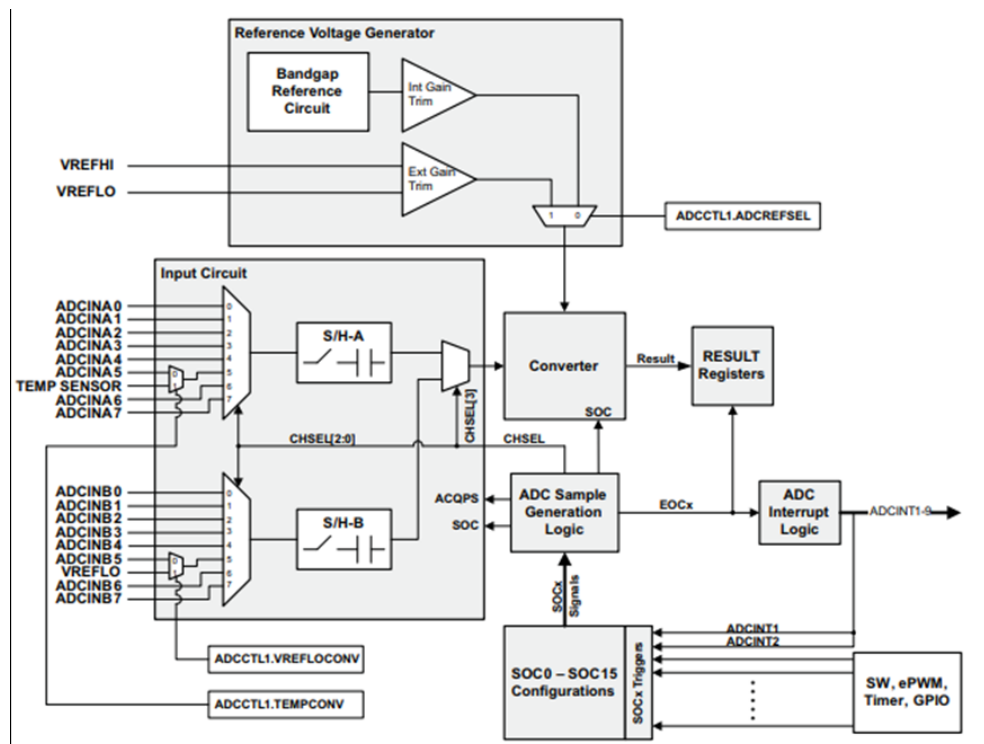 Reference Voltage Generator
Bandgap
Reference
Circuit
Int Gain
Trim
VREFHI
VREFLO
Ext Gain
Trim
1 0
ADCCTL1.ADCREFSEL
Input Circuit
ADCINA0
ADCINA1
ADCINA2
ADCINA3
ADCINA4
ADCINA5
TEMP SENSOR
ADCINA6
ADCINA7
0
1
0
1
2
3
4
5
6
7
S/H-A
CHSEL[3]
CHSEL[2:0]
CHSEL
Converter
SOC
Result
RESULT
Registers
ADCINB0
ADCINB1
ADCINB2
ADCINB3
ADCINB4
ADCINB5
VREFLO
ADCINB6
ADCINB7
0
1
0
1
2
3
4
5
6
7
S/H-B
ACQPS
SOC
ADC Sample
Generation
Logic
EOCx
ADC
Interrupt
Logic
ADCINT1-9
SOCx
Signals
ADCCTL1.VREFLOCONV
ADCCTL1.TEMPCONV
SOC0 – SOC15
Configurations
SOCx Triggers
ADCINT1
ADCINT2
SW, ePWM,
Timer, GPIO